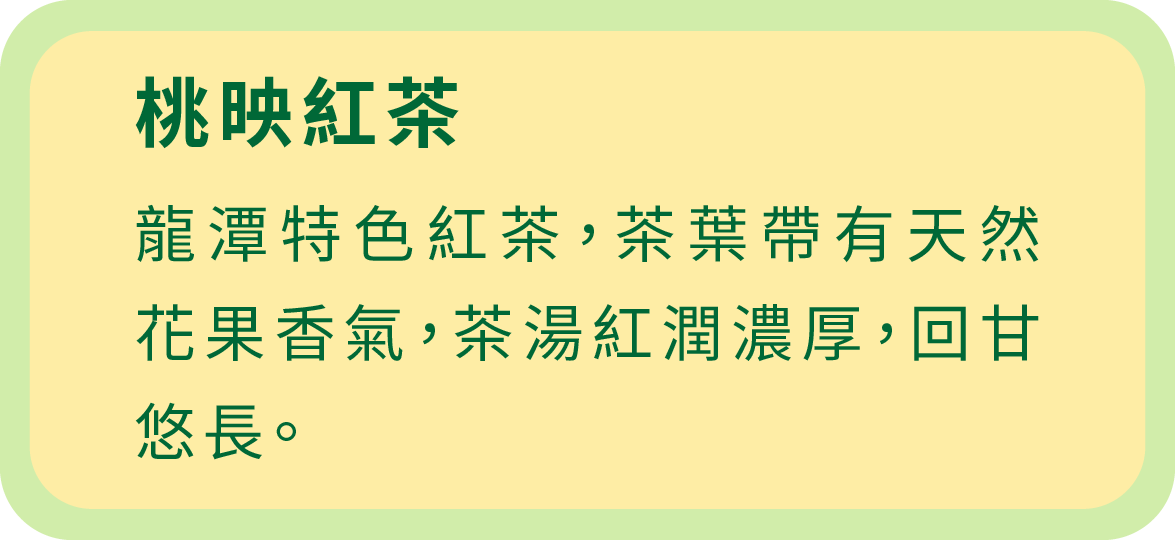 桃映紅茶
龍潭特色紅茶，茶葉帶有天然
花果香氣，茶湯紅潤濃厚，回甘
悠長。